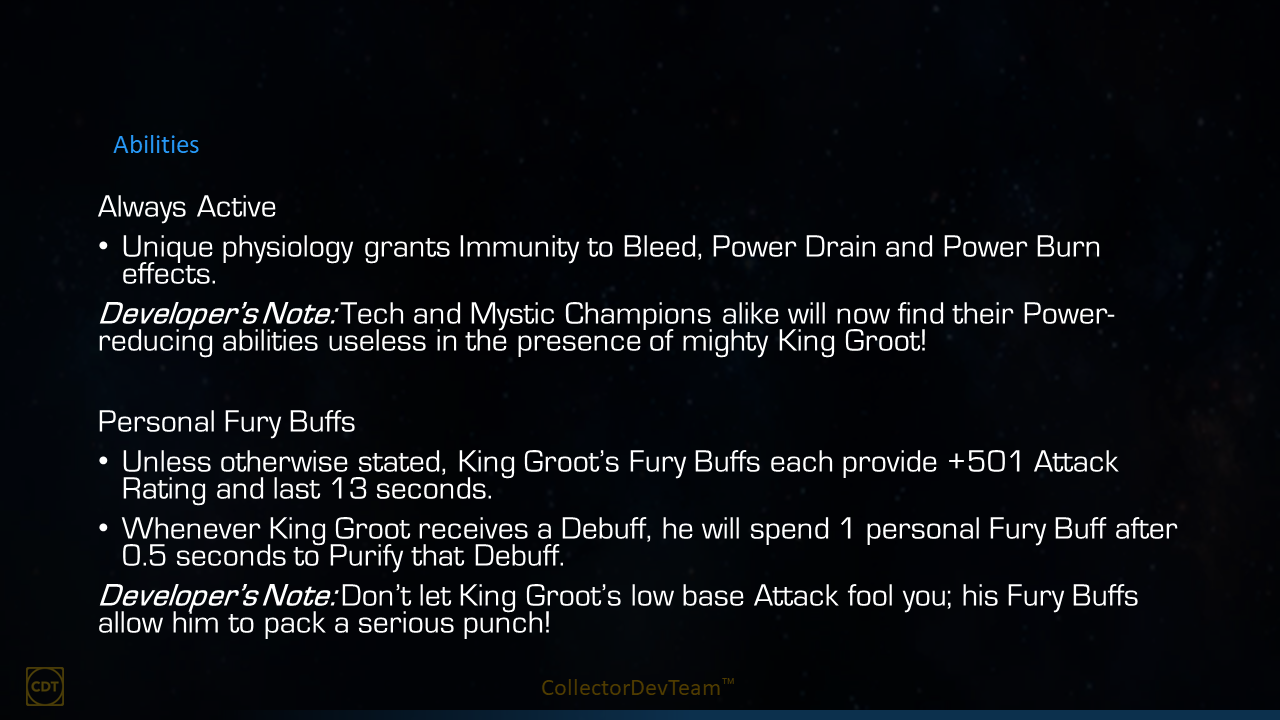 Abilities
Always Active
• Unique physiology grants Immunity to Bleed, Power Drain and Power Burn
effects.
Developer's Note: Tech and Mystic Champions alike will now find their Power-
reducing abilities useless in the presence of mighty King Groot!
Personal Fury Buffs
• Unless otherwise stated, King Groot's Fury Buffs each provide +501 Attack
Rating and last 13 seconds.
• Whenever King Groot receives a Debuff, he will spend 1 personal Fury Buff after
0.5 seconds to Purify that Debuff.
Developer's Note: Don't let King Groot's low base Attack fool you; his Fury Buffs
allow him to pack a serious punch!
CDT
CollectorDevTeam™